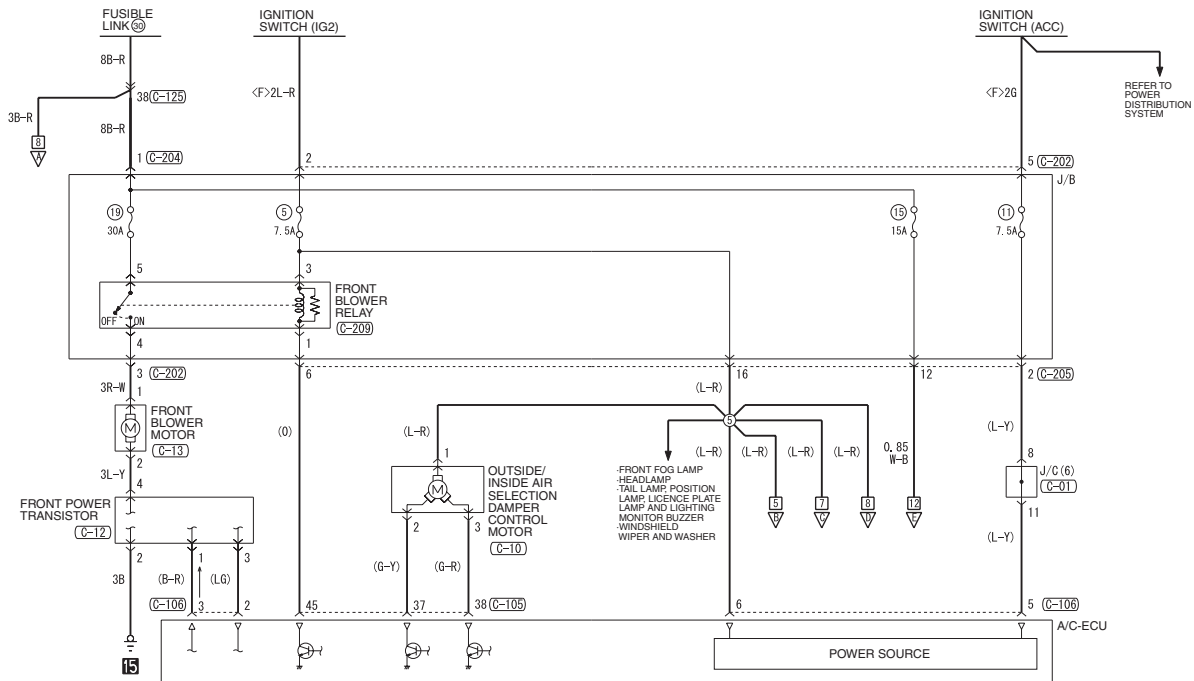 FUSIBLE
LINK 30
IGNITION
SWITCH (IG2)
IGNITION
SWITCH (ACC)
8B-R
38 C-125
<F>2L-R
<F>2G
REFER TO
POWER
DISTRIBUTION
SYSTEM
3B-R
8
A
8B-R
1 C-204
2
5 C-202
J/B
19
30A
5
7.5A
15
15A
11
7.5A
5
3
FRONT
BLOWER
RELAY
C-209
OFF ON
4
1
3 C-202
6
16
12
2 C-205
3R-W
1
M
FRONT
BLOWER
MOTOR
C-13
2
3L-Y
4
FRONT POWER
TRANSISTOR
C-12
(O)
(L-R)
(L-R)
5
(L-R)
(L-R)
(L-R)
(L-R)
0.85
W-B
(L-Y)
8
J/C (6)
C-01
11
(L-Y)
1
M
OUTSIDE/
INSIDE AIR
SELECTION
DAMPER
CONTROL
MOTOR
C-10
2
3
·FRONT FOG LAMP
·HEADLAMP
·TAIL LAMP, POSITION
LAMP, LICENCE PLATE
LAMP AND LIGHTING
MONITOR BUZZER
·WINDSHIELD
WIPER AND WASHER
5
B
7
C
8
D
12
E
2
1
3
3B
(B-R)
(LG)
(G-Y)
(G-R)
C-106
3
2
45
37
38 C-105
6
5 C-106
A/C-ECU
15
POWER SOURCE